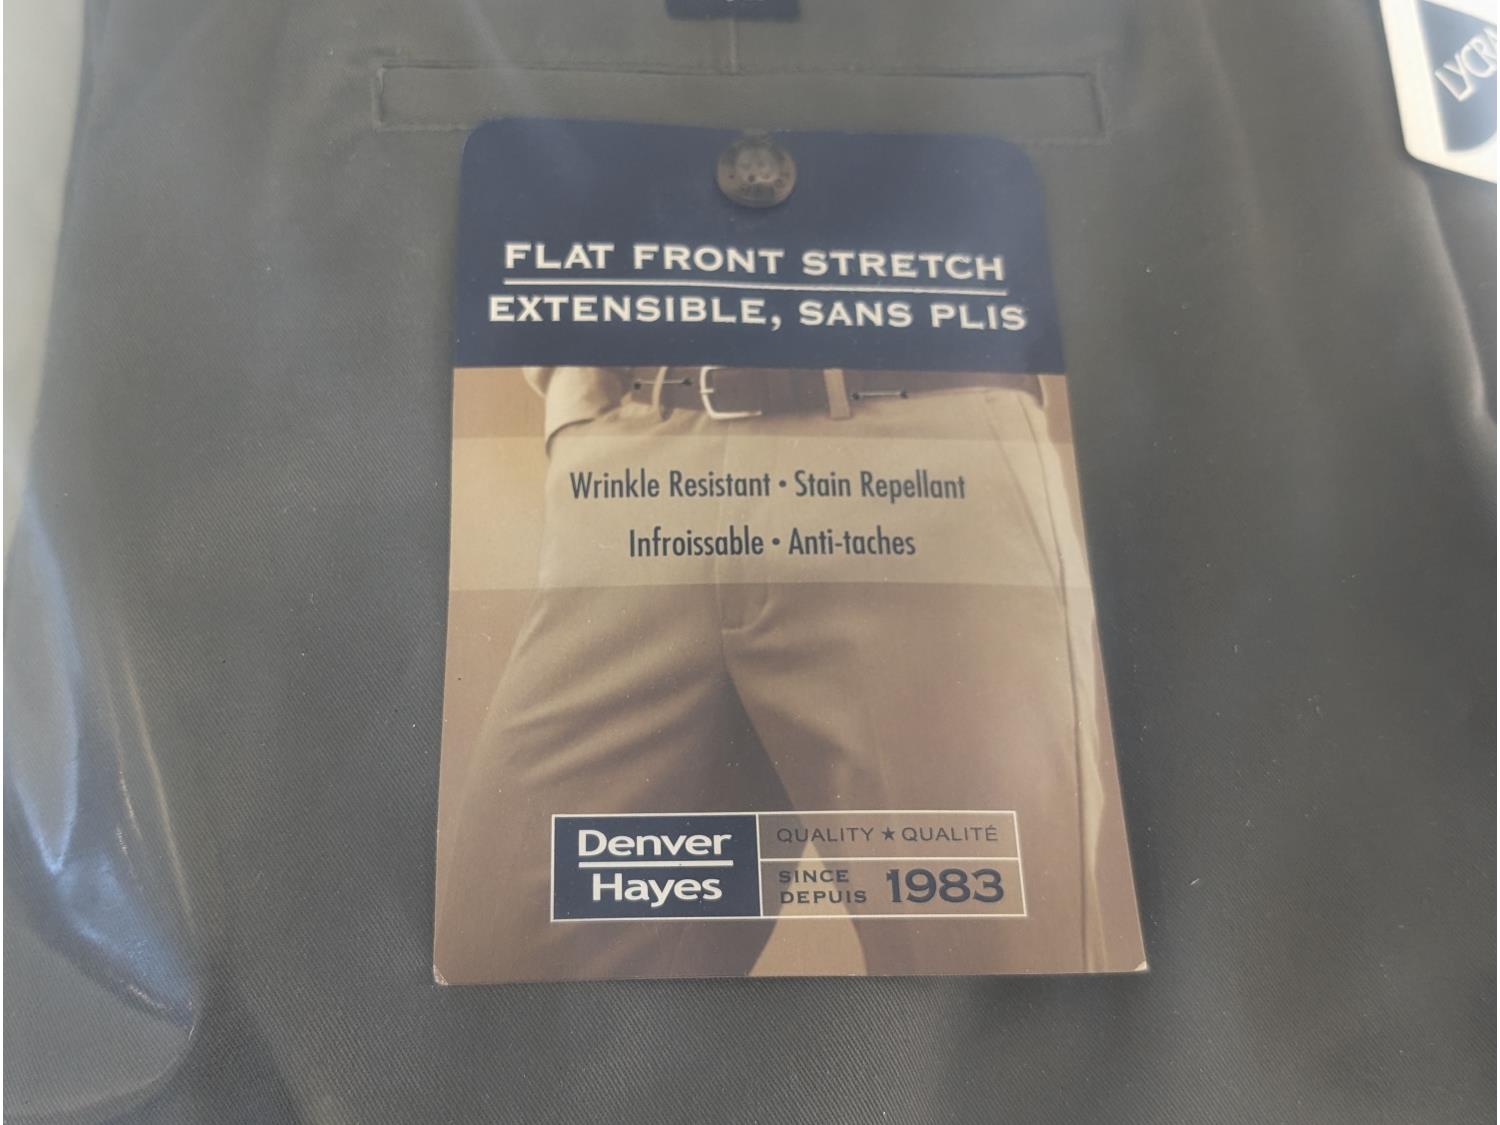 FLAT FRONT STRETCH
EXTENSIBLE, SANS PLIS
Wrinkle Resistant • Stain Repellant
Infroissable • Anti-taches
Denver
Hayes
QUALITY ★ QUALITÉ
SINCE
DEPUIS
1983
LYCRA